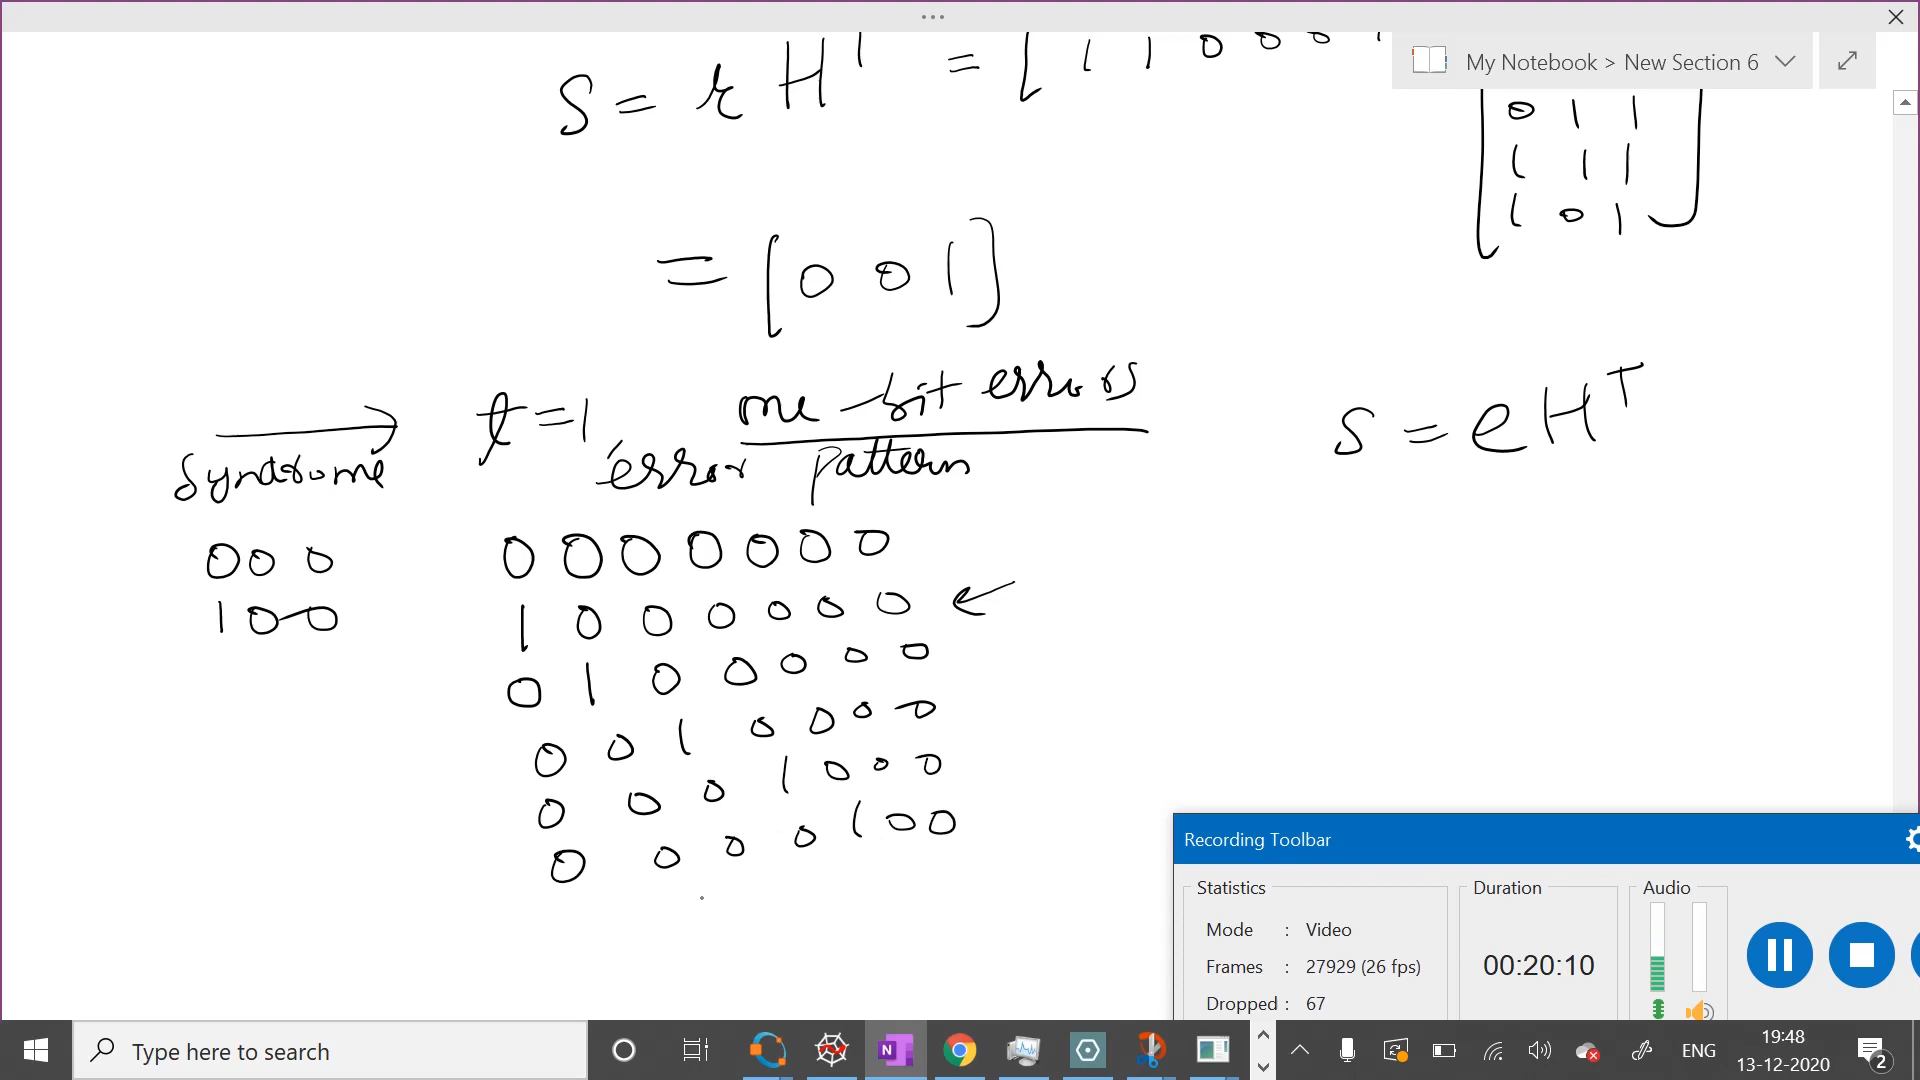 S = r H^T = [ 1 1 0 0 0 1
My Notebook > New Section 6
0 1 1
1 1 1
1 0 1
= [0 0 1]
t = 1 one-bit errors
S = e H^T
Syndrome error pattern
0 0 0 0 0 0 0 0 0 0
1 0 0 1 0 0 0 0 0 0
0 1 0 0 0 0 0
0 0 1 0 0 0 0
0 0 0 1 0 0 0
0 0 0 0 1 0 0
Recording Toolbar
Statistics Duration Audio
Mode : Video
Frames : 27929 (26 fps)
00:20:10
Dropped : 67
Type here to search
ENG
19:48
13-12-2020
2